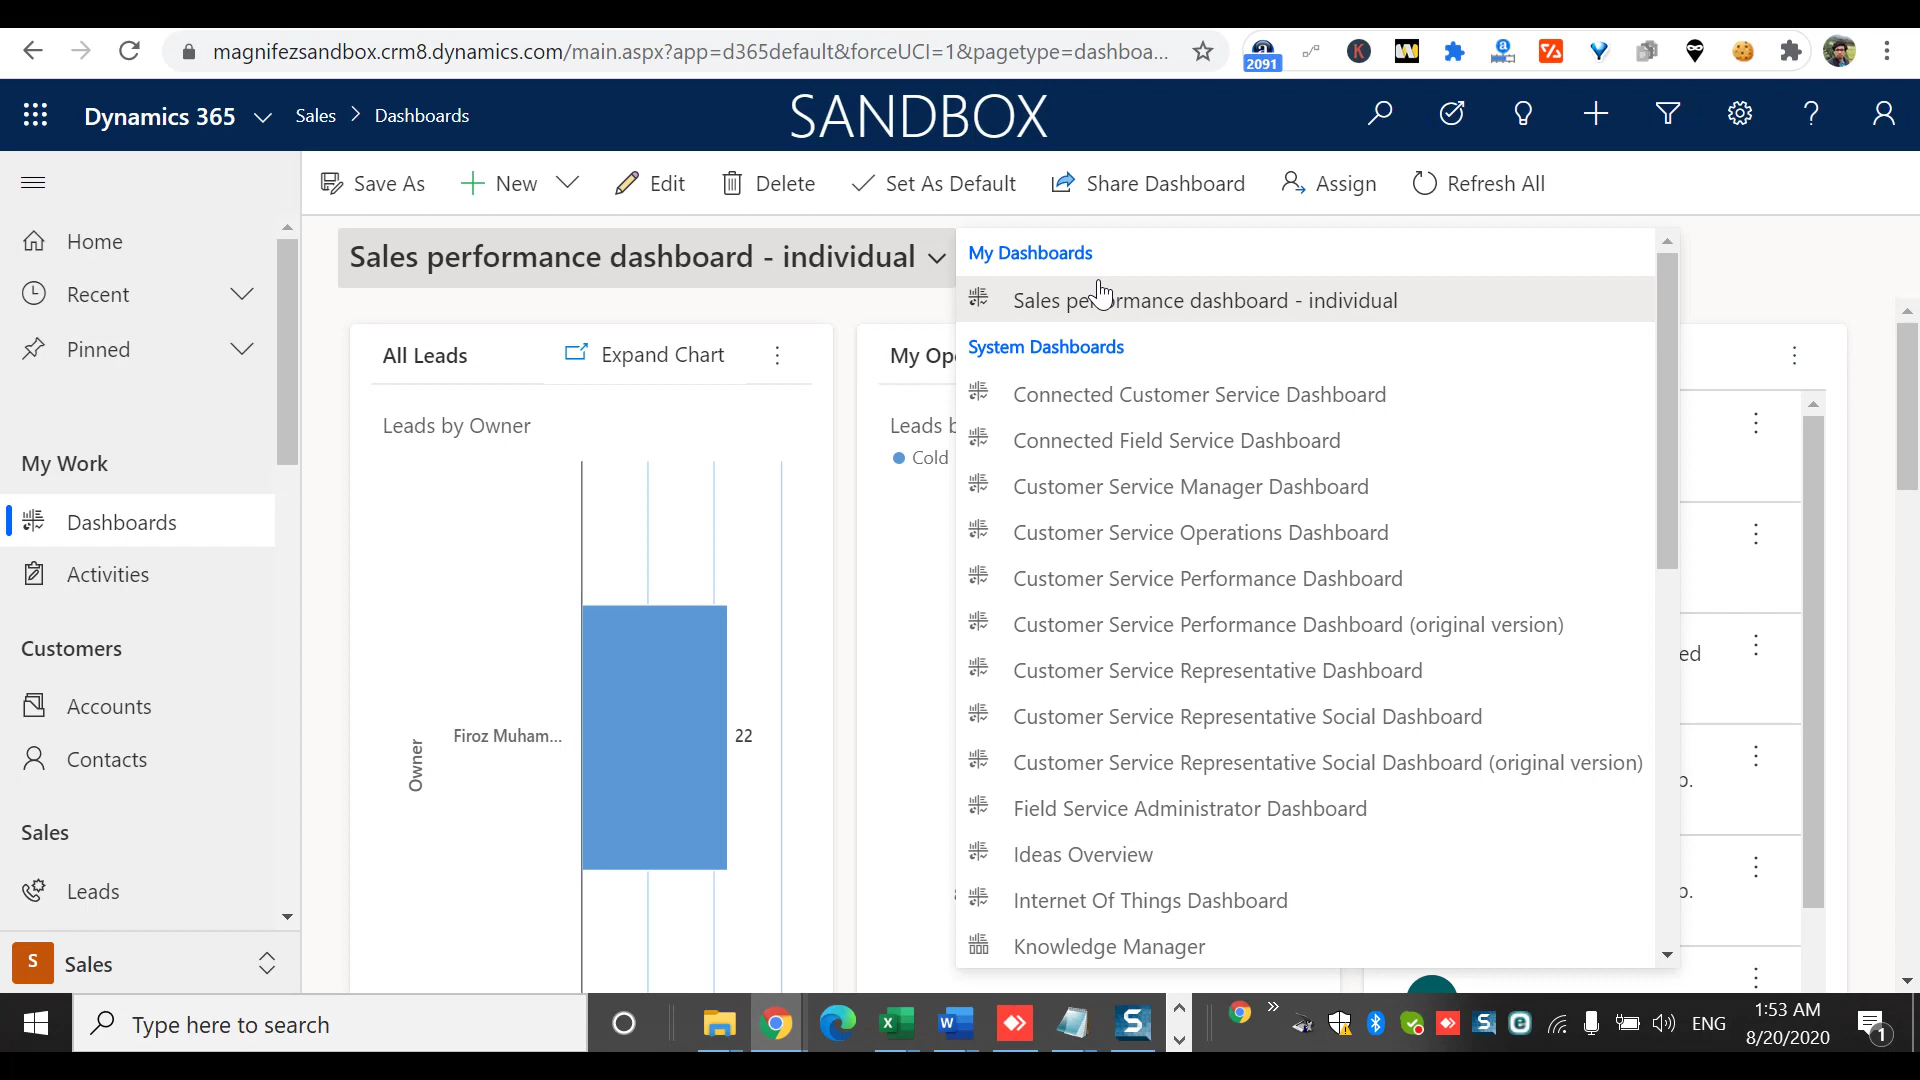 magnifezsandbox.crm8.dynamics.com/main.aspx?app=d365default&forceUCI=1&pagetype=dashboa...
2091
Dynamics 365
Sales > Dashboards
SANDBOX
Save As
New
Edit
Delete
Set As Default
Share Dashboard
Assign
Refresh All
Home
Recent
Pinned
My Work
Dashboards
Activities
Customers
Accounts
Contacts
Sales
Leads
S
Sales
Sales performance dashboard - individual
All Leads
Expand Chart
Leads by Owner
Owner
Firoz Muham...
22
My Op
Leads b
Cold
My Dashboards
Sales performance dashboard - individual
System Dashboards
Connected Customer Service Dashboard
Connected Field Service Dashboard
Customer Service Manager Dashboard
Customer Service Operations Dashboard
Customer Service Performance Dashboard
Customer Service Performance Dashboard (original version)
Customer Service Representative Dashboard
Customer Service Representative Social Dashboard
Customer Service Representative Social Dashboard (original version)
Field Service Administrator Dashboard
Ideas Overview
Internet Of Things Dashboard
Knowledge Manager
ed
o.
o.
Type here to search
ENG
1:53 AM
8/20/2020
1